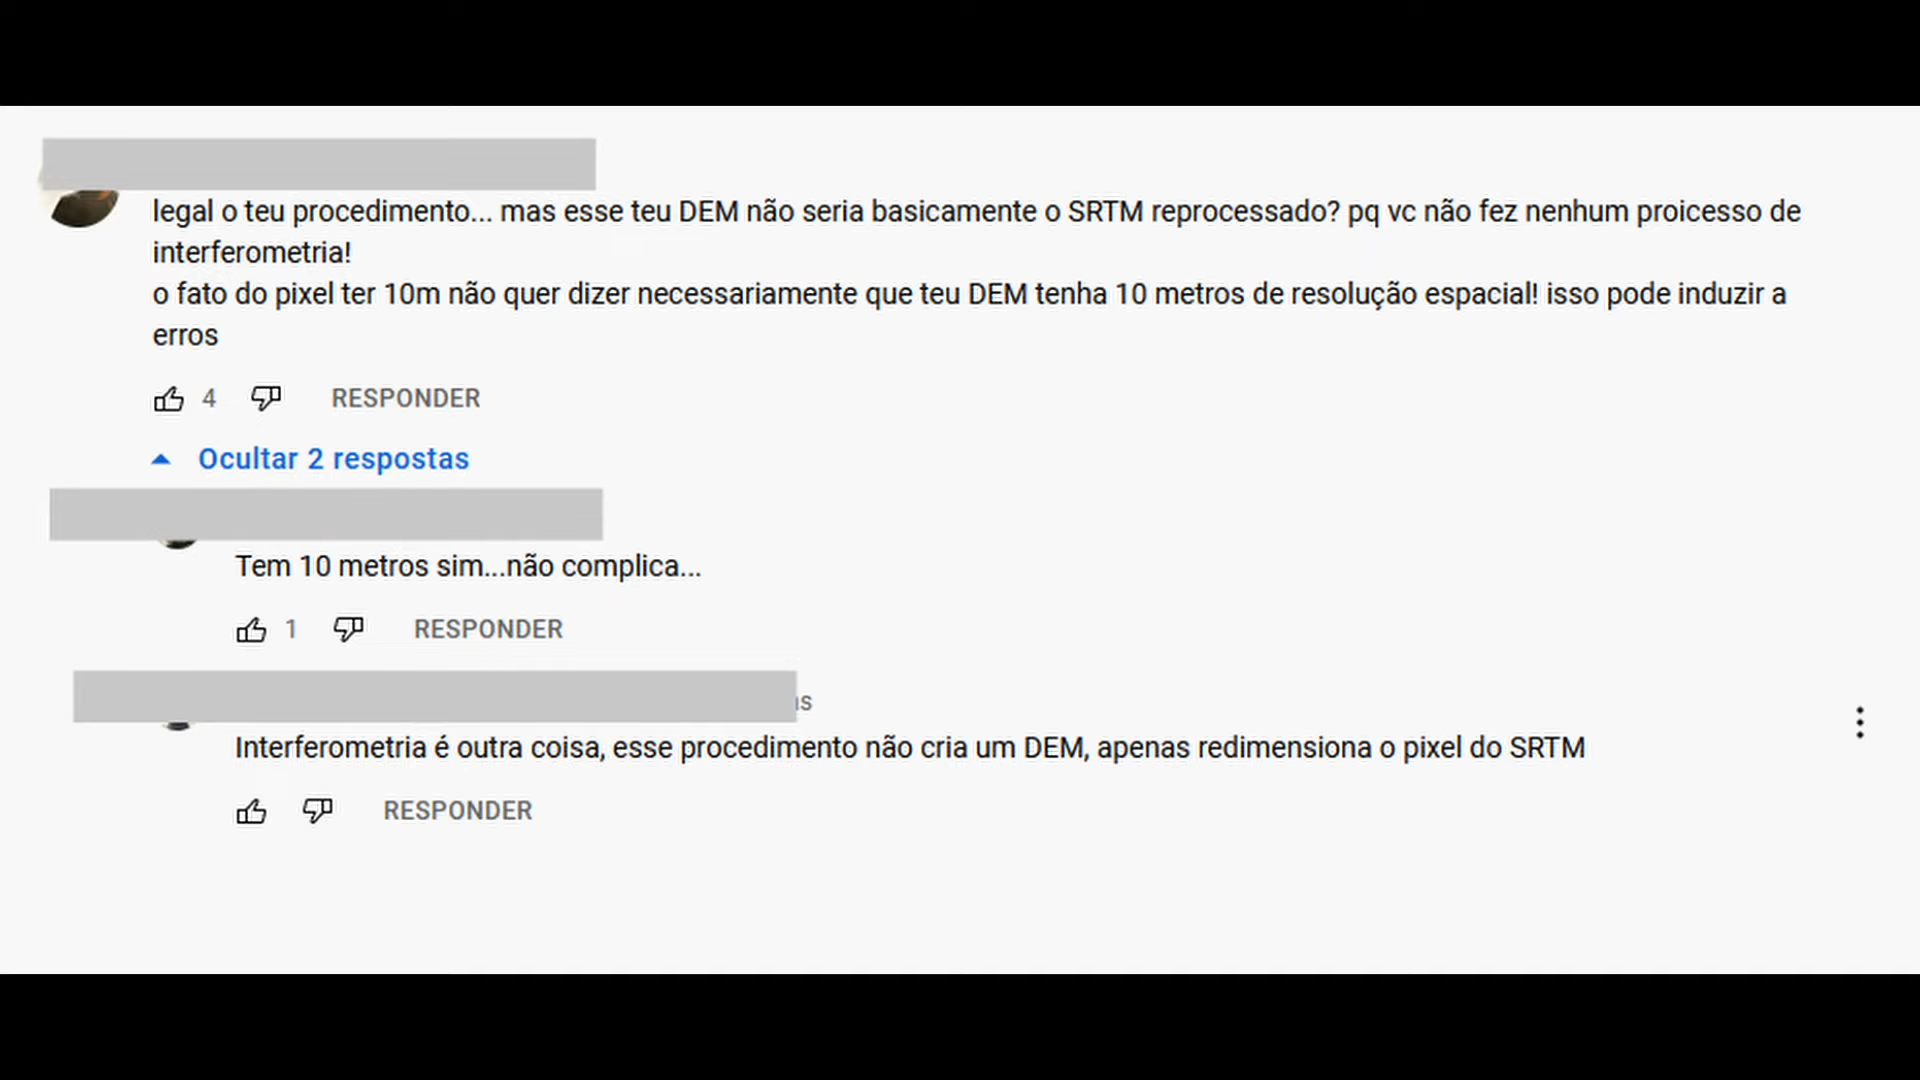 legal o teu procedimento... mas esse teu DEM não seria basicamente o SRTM reprocessado? pq vc não fez nenhum proicesso de
interferometria!
o fato do pixel ter 10m não quer dizer necessariamente que teu DEM tenha 10 metros de resolução espacial! isso pode induzir a
erros
4 RESPONDER
Ocultar 2 respostas
Tem 10 metros sim...não complica...
1 RESPONDER
Interferometria é outra coisa, esse procedimento não cria um DEM, apenas redimensiona o pixel do SRTM
RESPONDER